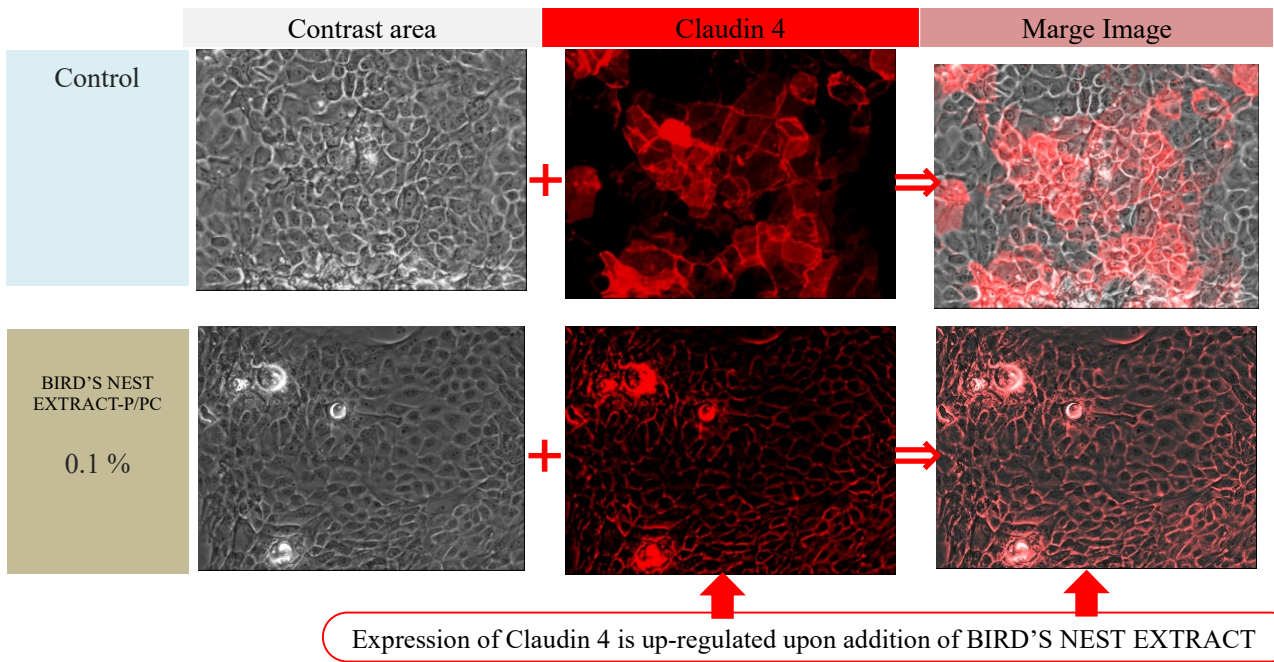 Contrast area
Claudin 4
Marge Image
Control
BIRD'S NEST
EXTRACT-P/PC
0.1 %
Expression of Claudin 4 is up-regulated upon addition of BIRD'S NEST EXTRACT